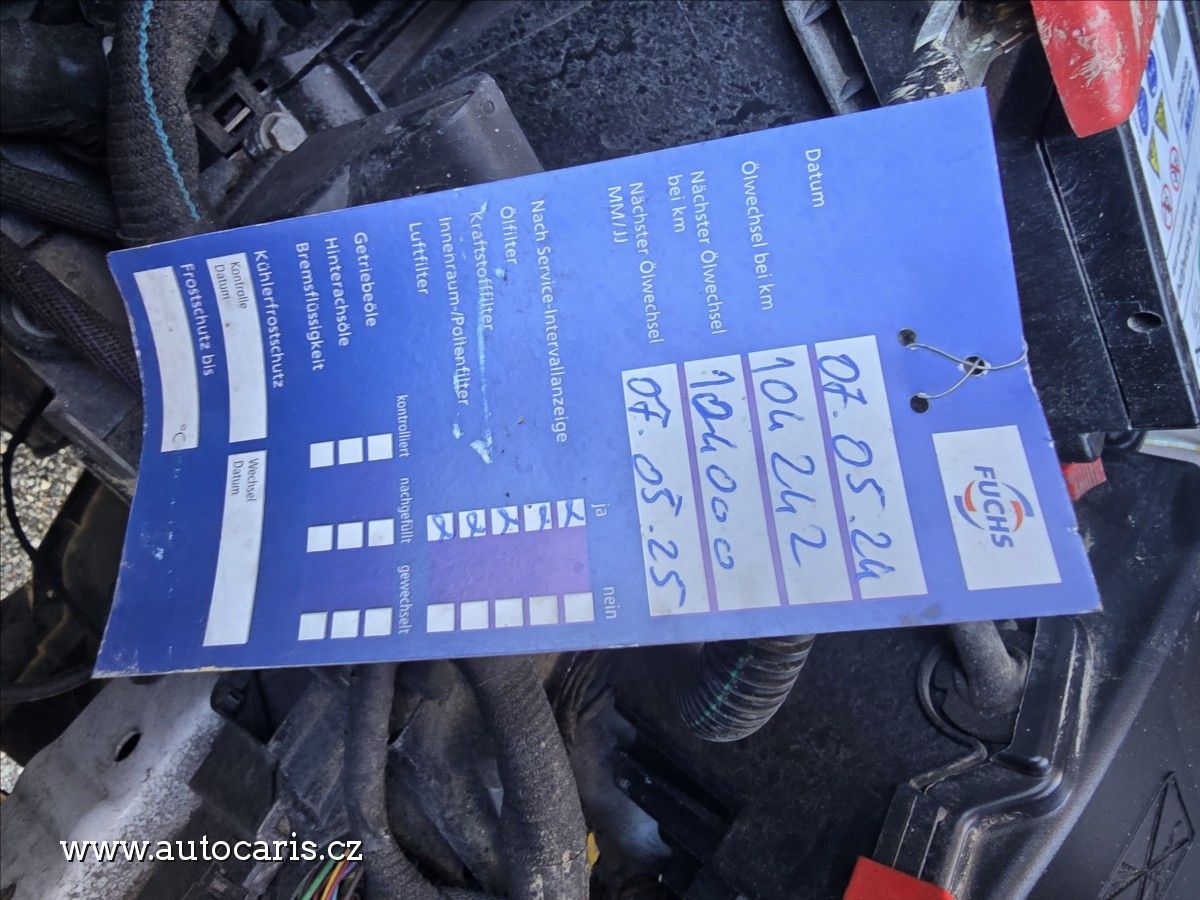 FUCHS
Datum 07.05.24
Ölwechsel bei km 104242
Nächster Ölwechsel
bei km
Nächster Ölwechsel
MM/JJ 07.05.25
ja nein
Nach Service-Intervallanzeige
Ölfilter
Kraftstofffilter
Innenraum-/Pollenfilter
Luftfilter
kontrolliert nachgefüllt gewechselt
Getriebeöle
Hinterachsöle
Bremsflüssigkeit
Kühlerfrostschutz
Kontrolle
Datum
Wechsel
Datum
Frostschutz bis
°C
www.autocaris.cz